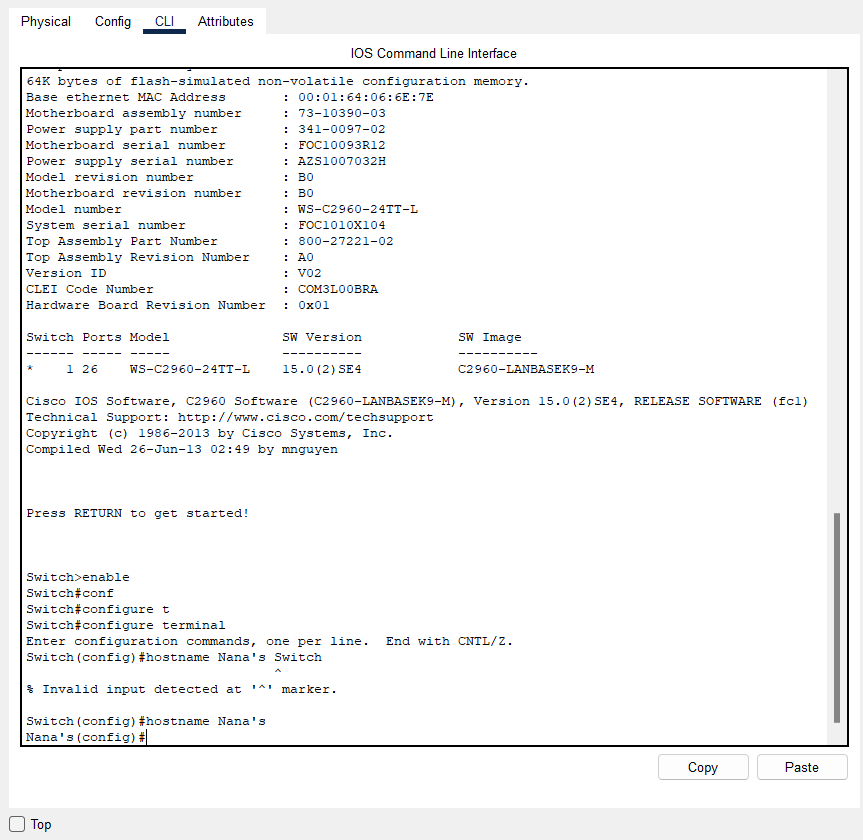 Physical Config CLI Attributes
IOS Command Line Interface
64K bytes of flash-simulated non-volatile configuration memory.
Base ethernet MAC Address : 00:01:64:06:6E:7E
Motherboard assembly number : 73-10390-03
Power supply part number : 341-0097-02
Motherboard serial number : FOC10093R12
Power supply serial number : AZS1007032H
Model revision number : B0
Motherboard revision number : B0
Model number : WS-C2960-24TT-L
System serial number : FOC1010X104
Top Assembly Part Number : 800-27221-02
Top Assembly Revision Number : A0
Version ID : V02
CLEI Code Number : COM3L00BRA
Hardware Board Revision Number : 0x01
Switch Ports Model SW Version SW Image
------ ----- ----- ---------- ----------
* 1 26 WS-C2960-24TT-L 15.0(2)SE4 C2960-LANBASEK9-M
Cisco IOS Software, C2960 Software (C2960-LANBASEK9-M), Version 15.0(2)SE4, RELEASE SOFTWARE (fc1)
Technical Support: http://www.cisco.com/techsupport
Copyright (c) 1986-2013 by Cisco Systems, Inc.
Compiled Wed 26-Jun-13 02:49 by mnguyen
Press RETURN to get started!
Switch>enable
Switch#conf
Switch#configure t
Switch#configure terminal
Enter configuration commands, one per line. End with CNTL/Z.
Switch(config)#hostname Nana's Switch
^
% Invalid input detected at '^' marker.
Switch(config)#hostname Nana's
Nana's(config)#
Copy Paste
Top